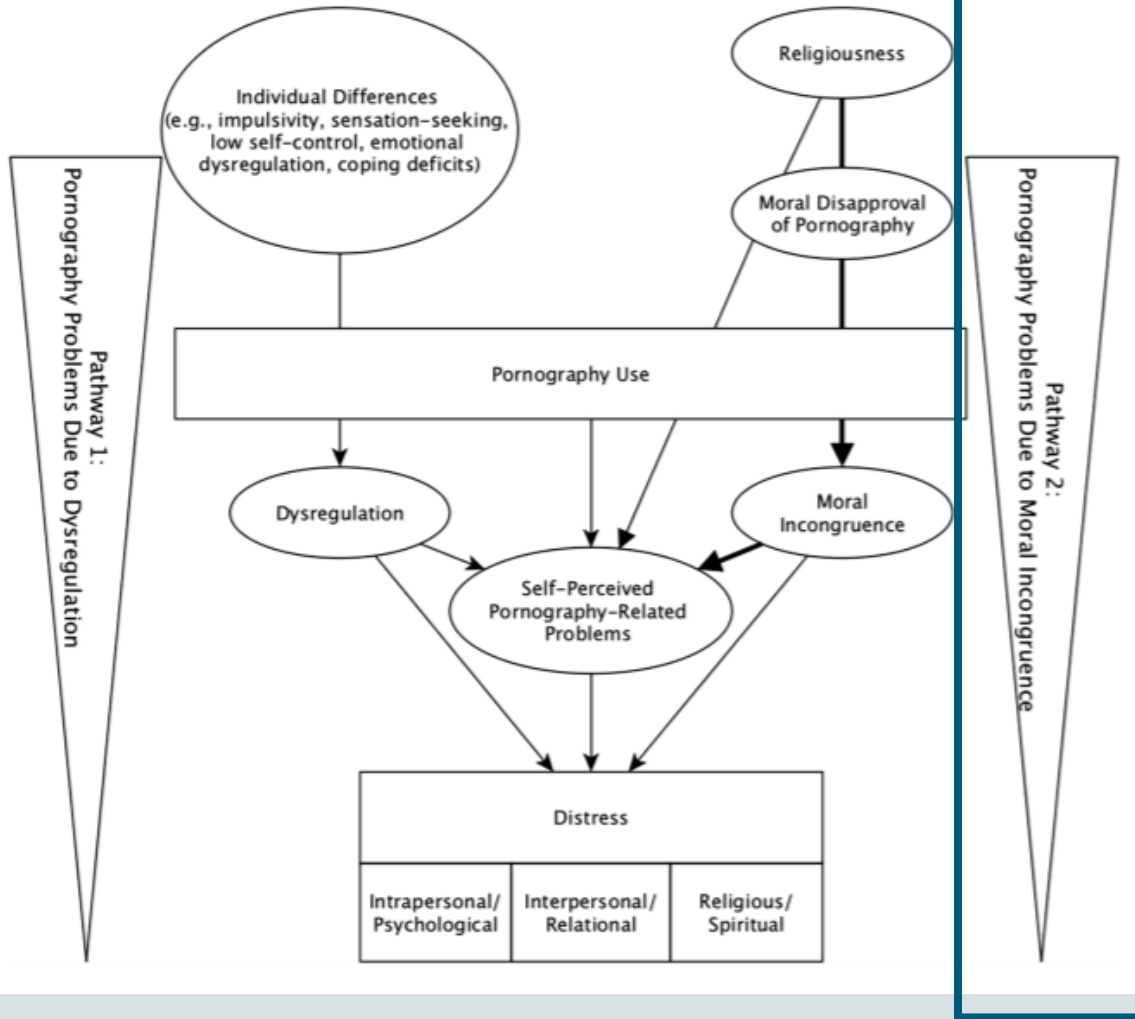 Individual Differences
(e.g., impulsivity, sensation-seeking,
low self-control, emotional
dysregulation, coping deficits)
Religiousness
Moral Disapproval
of Pornography
Pathway 1:
Pornography Problems Due to Dysregulation
Pathway 2:
Pornography Problems Due to Moral Incongruence
Pornography Use
Dysregulation
Moral
Incongruence
Self-Perceived
Pornography-Related
Problems
Distress
Intrapersonal/
Psychological
Interpersonal/
Relational
Religious/
Spiritual